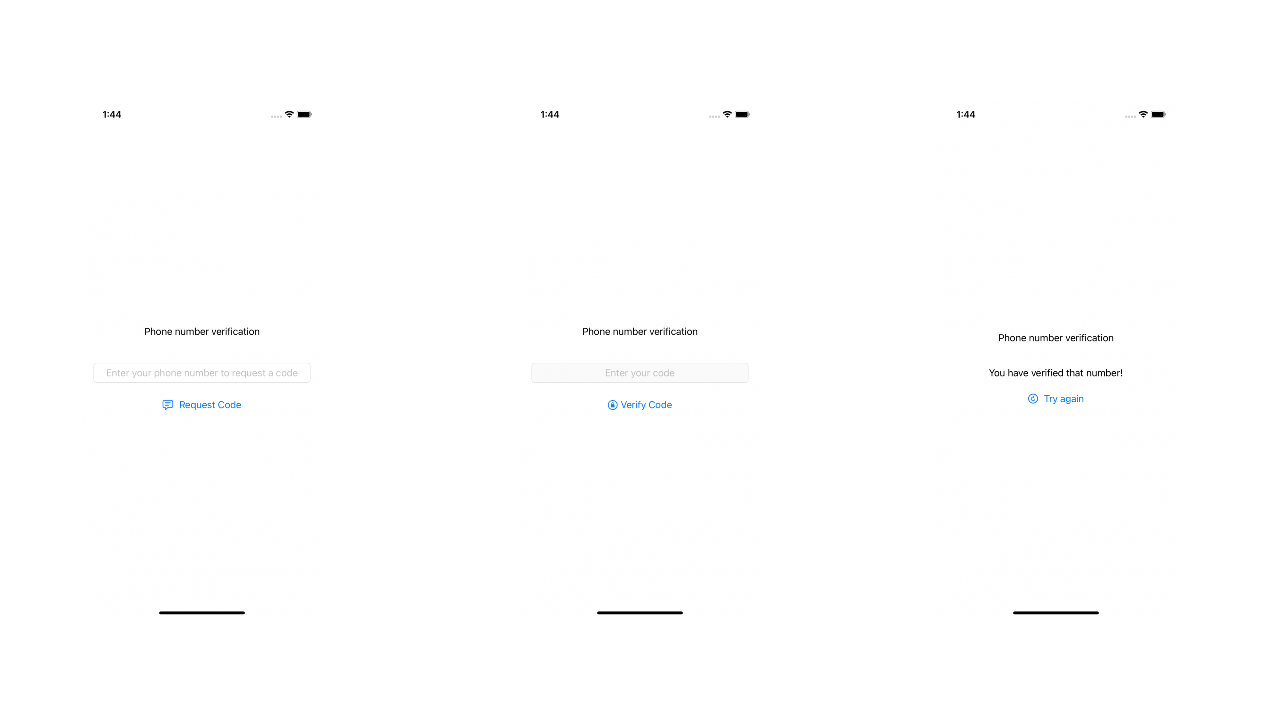 1:44
Phone number verification
Enter your phone number to request a code
Request Code
1:44
Phone number verification
Enter your code
Verify Code
1:44
Phone number verification
You have verified that number!
Try again